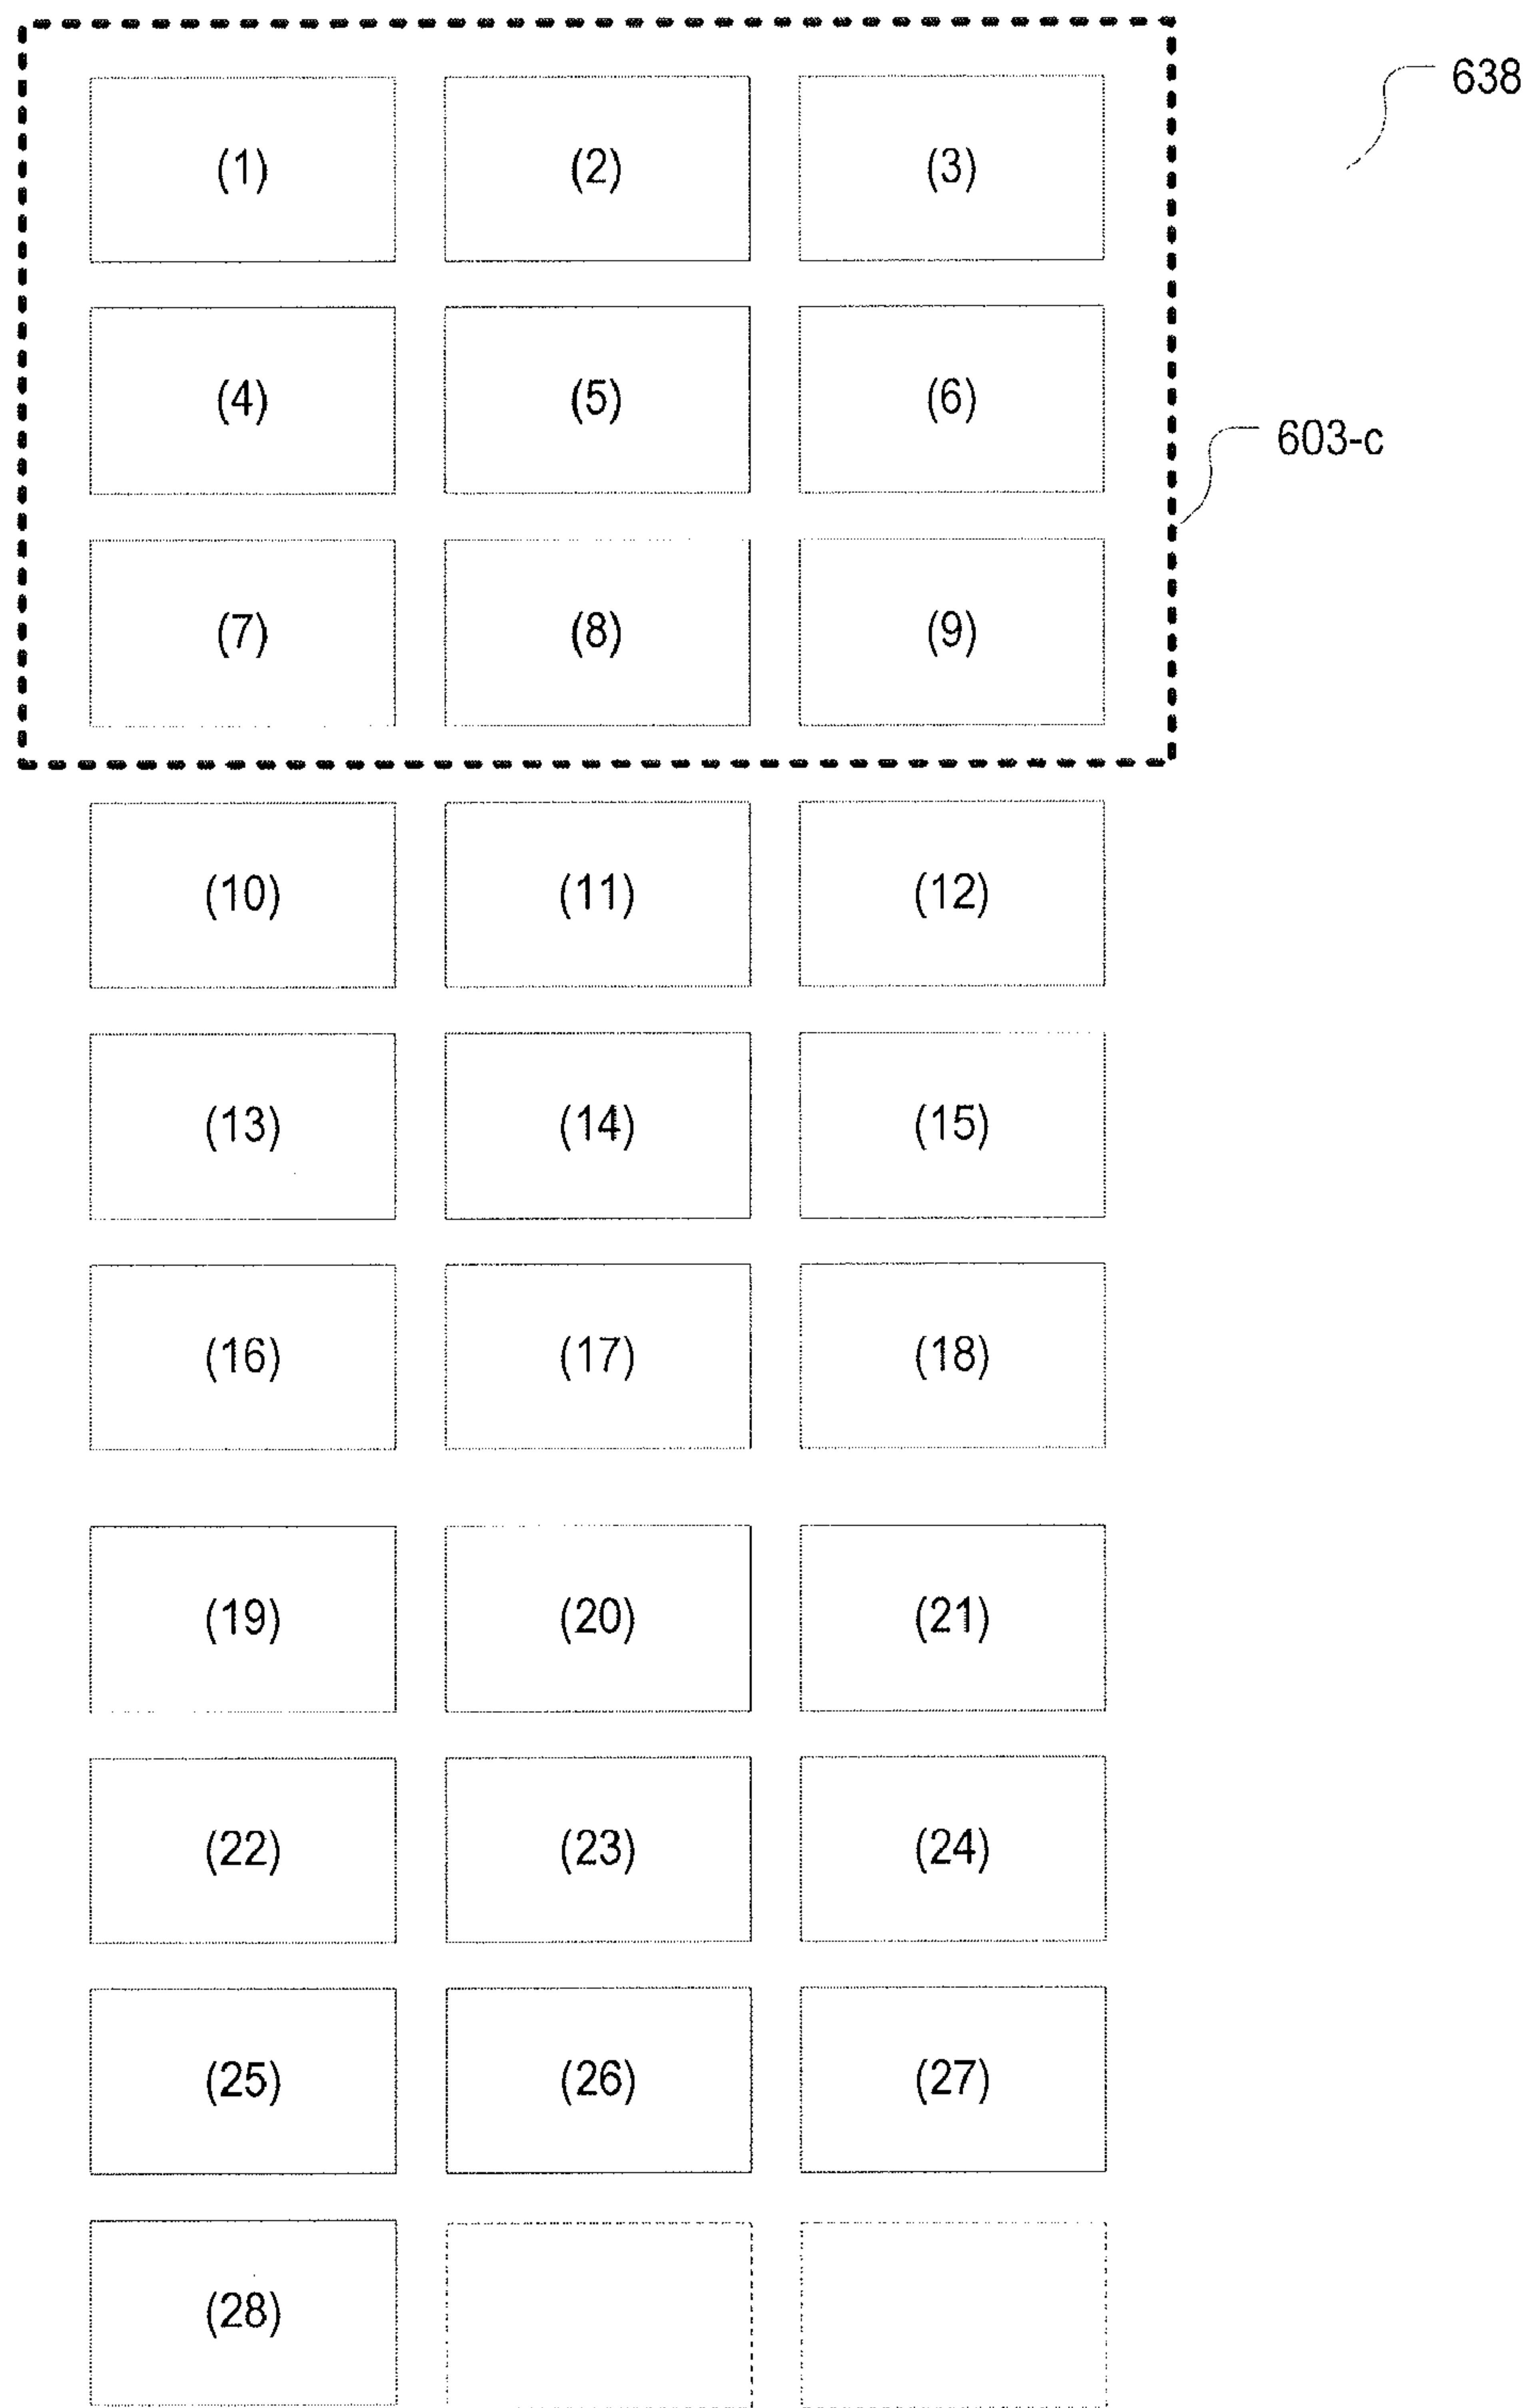 638
(1) (2) (3)
(4) (5) (6)
603-c
(7) (8) (9)
(10) (11) (12)
(13) (14) (15)
(16) (17) (18)
(19) (20) (21)
(22) (23) (24)
(25) (26) (27)
(28)